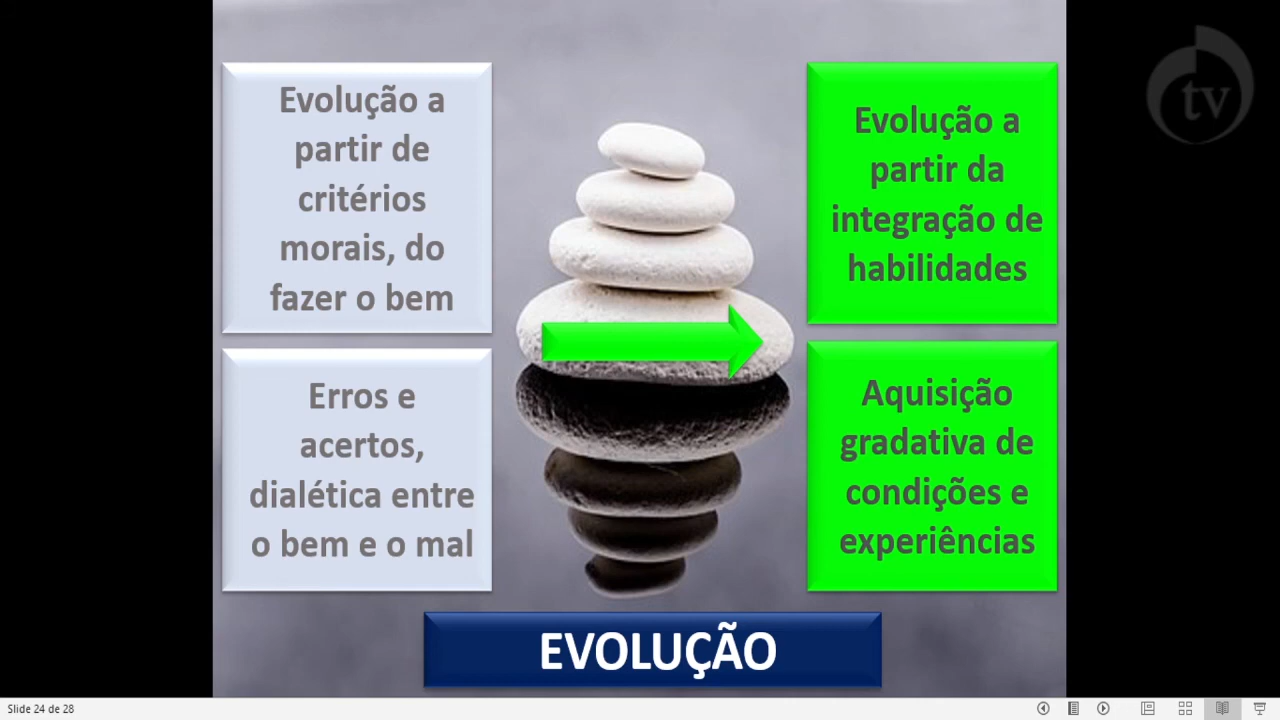 Evolução a
partir de
critérios
morais, do
fazer o bem
Erros e
acertos,
dialética entre
o bem e o mal
Evolução a
partir da
integração de
habilidades
Aquisição
gradativa de
condições e
experiências
EVOLUÇÃO
tv
Slide 24 de 28